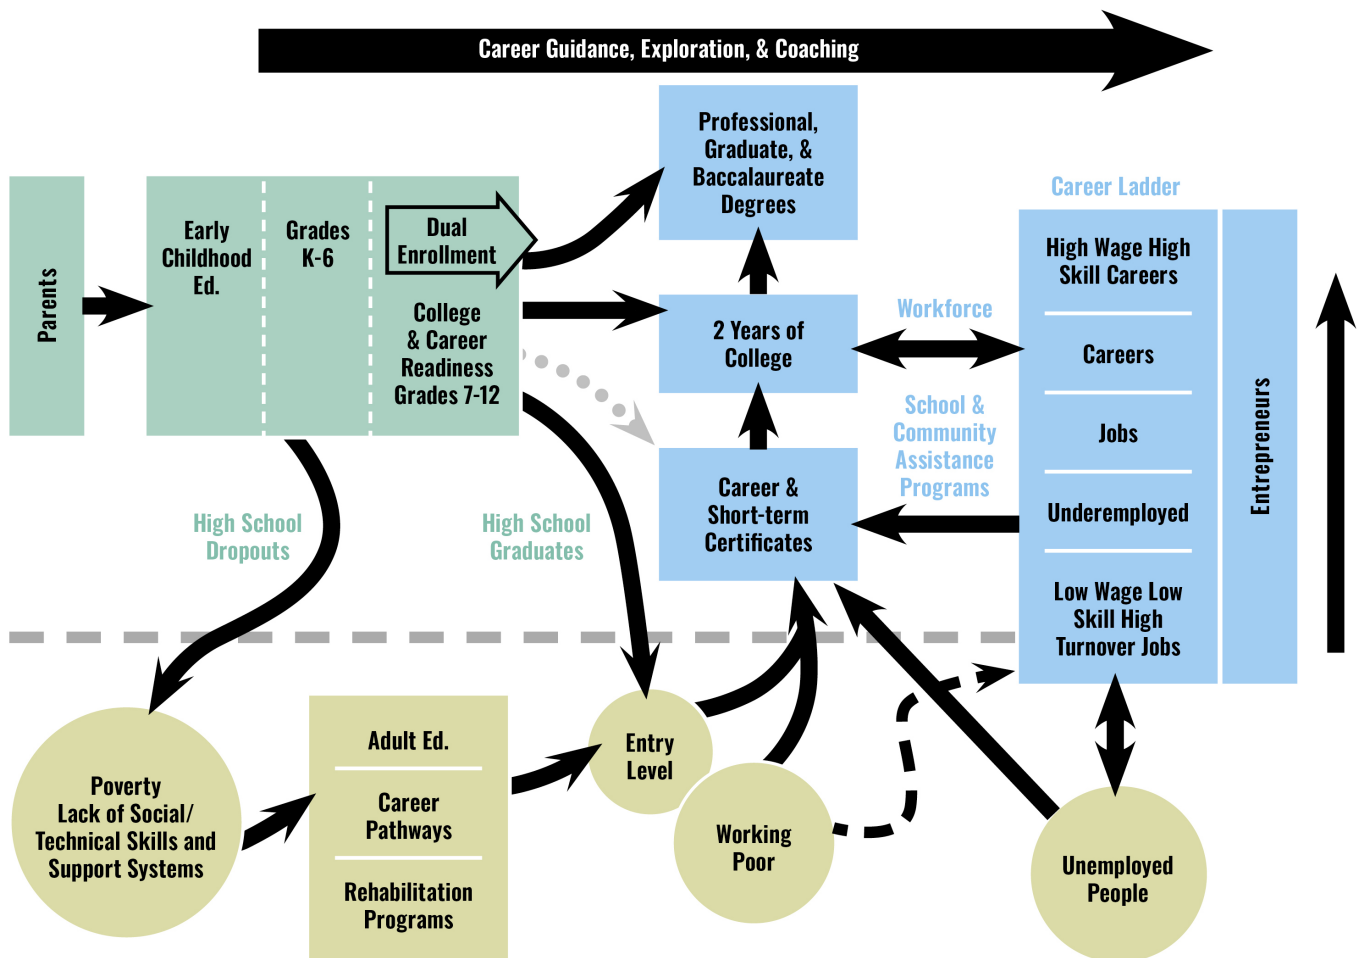 Career Guidance, Exploration, & Coaching
Parents
Early
Childhood
Ed.
Grades
K-6
Dual
Enrollment
College
& Career
Readiness
Grades 7-12
Professional,
Graduate, &
Baccalaureate
Degrees
2 Years of
College
Career &
Short-term
Certificates
Workforce
School &
Community
Assistance
Programs
Career Ladder
High Wage High
Skill Careers
Careers
Jobs
Underemployed
Low Wage Low
Skill High
Turnover Jobs
Entrepreneurs
High School
Dropouts
High School
Graduates
Poverty
Lack of Social/
Technical Skills and
Support Systems
Adult Ed.
Career
Pathways
Rehabilitation
Programs
Entry
Level
Working
Poor
Unemployed
People